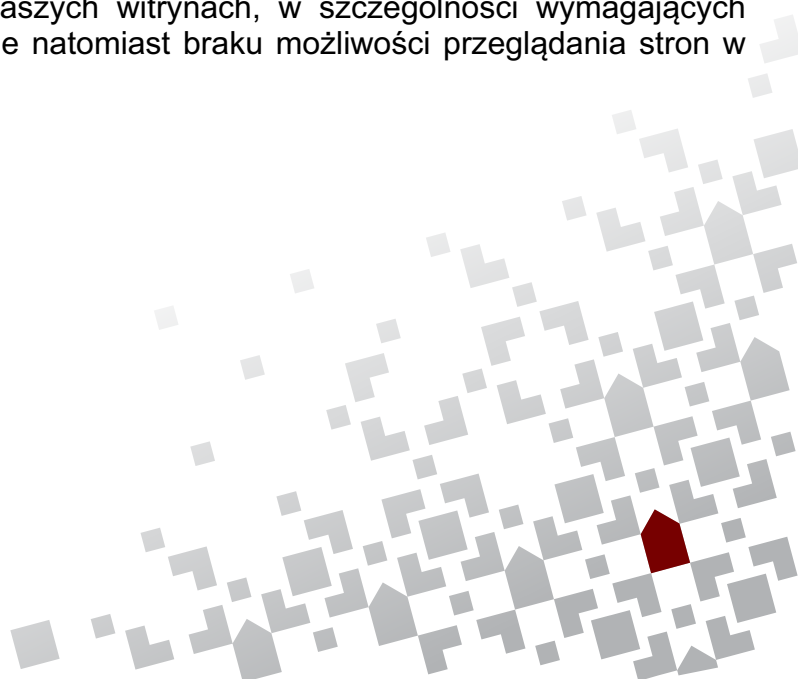 aszych witrynach, w szczególności wymagających
e natomiast braku możliwości przeglądania stron w